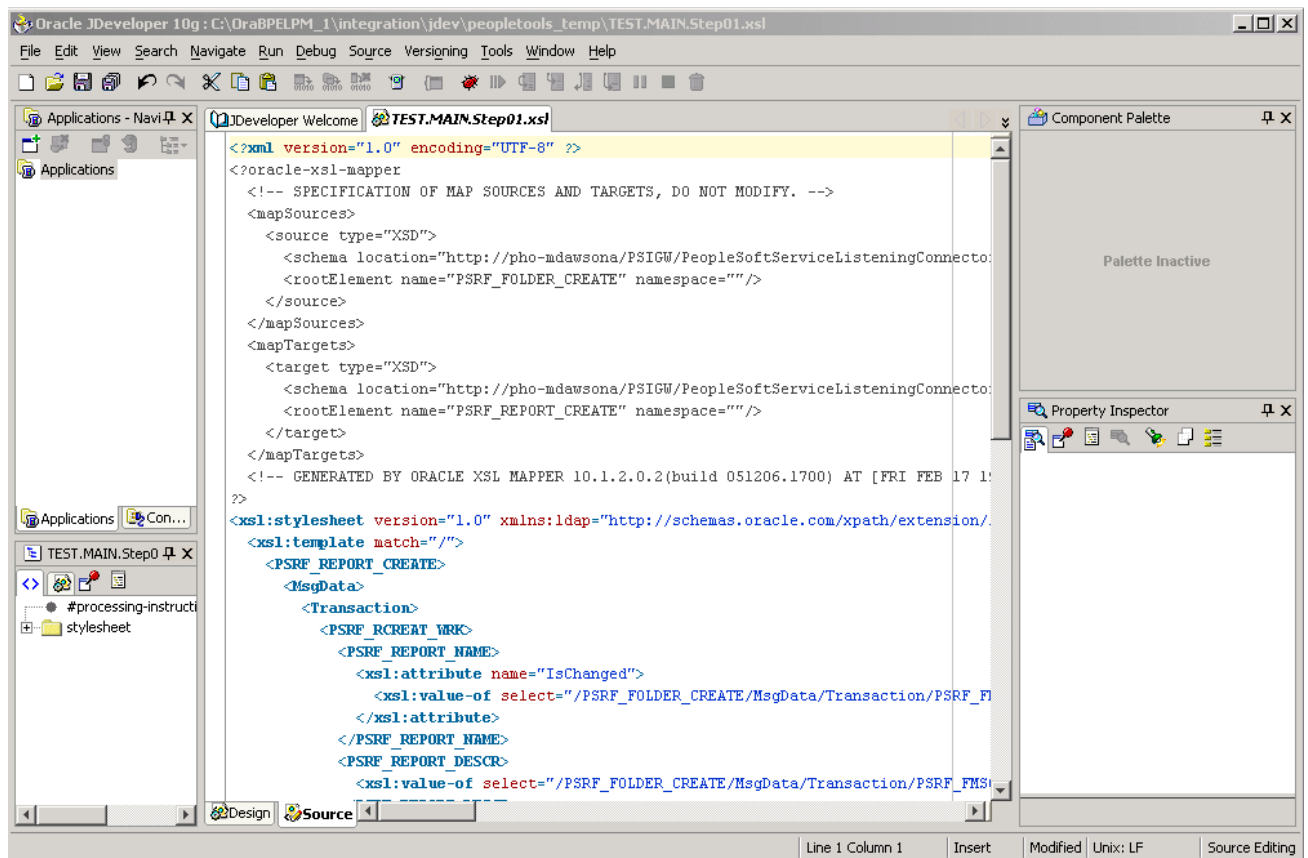 Oracle JDeveloper 10g : C:\OraBPELPM_1\integration\jdev\peopletools_temp\TEST.MAIN.Step01.xsl
File Edit View Search Navigate Run Debug Source Versioning Tools Window Help
Applications - Navi
Applications
Applications Con...
TEST.MAIN.Step0
#processing-instructi
stylesheet
JDeveloper Welcome TEST.MAIN.Step01.xsl
<?xml version="1.0" encoding="UTF-8" ?>
<?oracle-xsl-mapper
<!-- SPECIFICATION OF MAP SOURCES AND TARGETS, DO NOT MODIFY. -->
<mapSources>
<source type="XSD">
<schema location="http://pho-mdawsona/PSIGW/PeopleSoftServiceListeningConnecto
<rootElement name="PSRF_FOLDER_CREATE" namespace=""/>
</source>
</mapSources>
<mapTargets>
<target type="XSD">
<schema location="http://pho-mdawsona/PSIGW/PeopleSoftServiceListeningConnecto
<rootElement name="PSRF_REPORT_CREATE" namespace=""/>
</target>
</mapTargets>
<!-- GENERATED BY ORACLE XSL MAPPER 10.1.2.0.2(build 051206.1700) AT [FRI FEB 17
?>
<xsl:stylesheet version="1.0" xmlns:ldap="http://schemas.oracle.com/xpath/extension/
<xsl:template match="/">
<PSRF_REPORT_CREATE>
<MsgData>
<Transaction>
<PSRF_RCREAT_WRK>
<PSRF_REPORT_NAME>
<xsl:attribute name="IsChanged">
<xsl:value-of select="/PSRF_FOLDER_CREATE/MsgData/Transaction/PSRF_F
</xsl:attribute>
</PSRF_REPORT_NAME>
<PSRF_REPORT_DESCR>
<xsl:value-of select="/PSRF_FOLDER_CREATE/MsgData/Transaction/PSRF_FMS
Design Source
Component Palette
Palette Inactive
Property Inspector
Line 1 Column 1 Insert Modified Unix: LF Source Editing